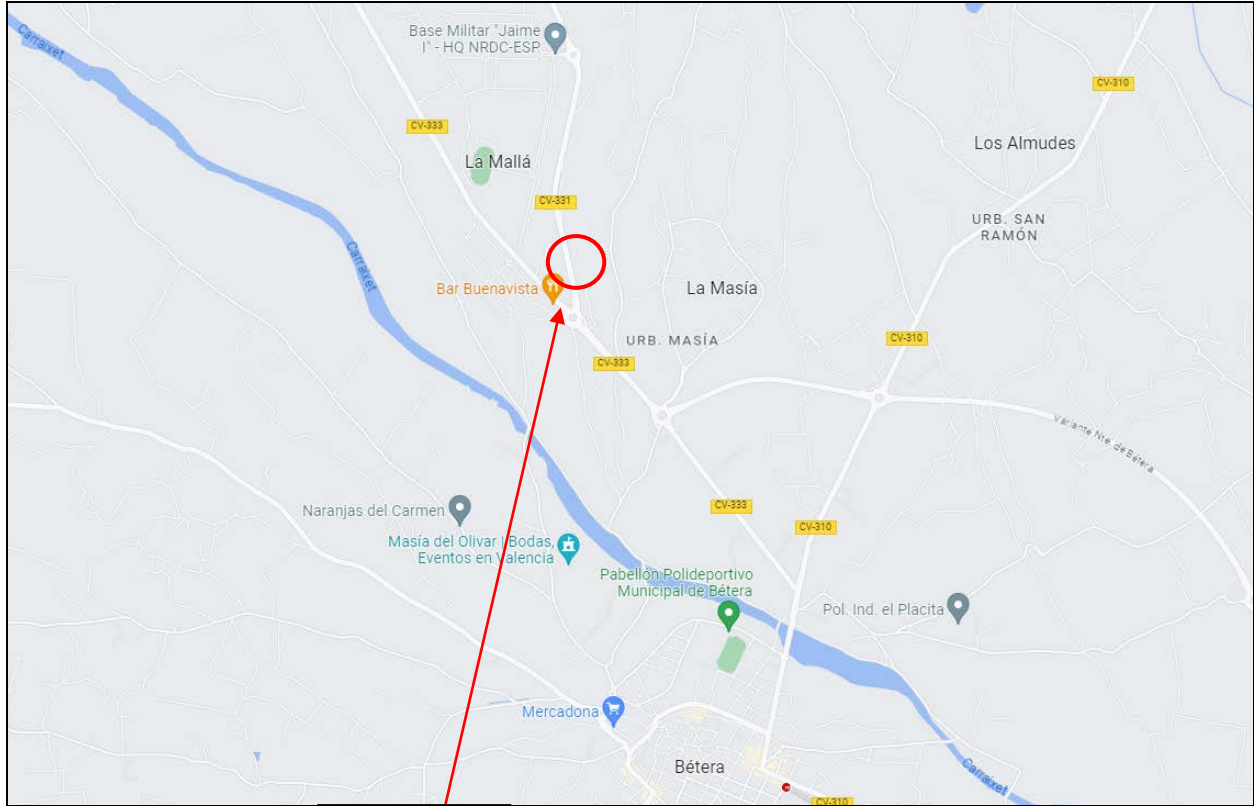 Carraixet
Base Militar "Jaime
I" - HQ NRDC-ESP
CV-310
CV-333
La Mallá
Los Almudes
CV-331
URB. SAN
RAMÓN
Carraixet
Bar Buenavista
La Masía
URB. MASÍA
CV-310
CV-333
Variante Nte. de Bétera
Naranjas del Carmen
CV-333
CV-310
Masía del Olivar | Bodas,
Eventos en Valencia
Pabellón Polideportivo
Municipal de Bétera
Pol. Ind. el Placita
Mercadona
Bétera
Carraixet
CV-310